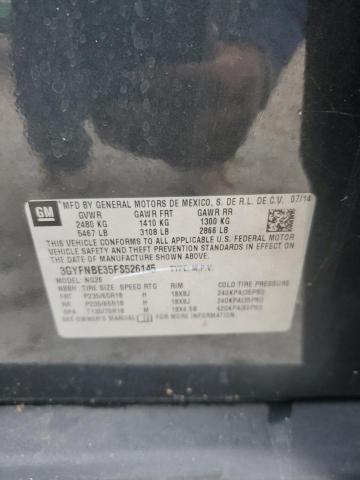 GM
MFD BY GENERAL MOTORS DE MEXICO, S. DE R.L. DE C.V. 07/14
GVWR GAWR FRT GAWR RR
2480 KG 1410 KG 1300 KG
5467 LB 3108 LB 2866 LB
THIS VEHICLE CONFORMS TO ALL APPLICABLE U.S. FEDERAL MOTOR
VEHICLE SAFETY AND THEFT PREVENTION STANDARDS IN EFFECT ON
THE DATE OF MANUFACTURE SHOWN ABOVE.
3GYFNBE35FS526145 TYPE: M.P.V.
MODEL: NG26
NBBH TIRE SIZE SPEED RTG RIM COLD TIRE PRESSURE
FRT P235/65R18 H 18X8J 240KPA(35PSI)
RR P235/65R18 H 18X8J 240KPA(35PSI)
SPA T135/70R18 M 18X4.5B 420KPA(60PSI)
SEE OWNER'S MANUAL FOR ADDITIONAL INFORMATION